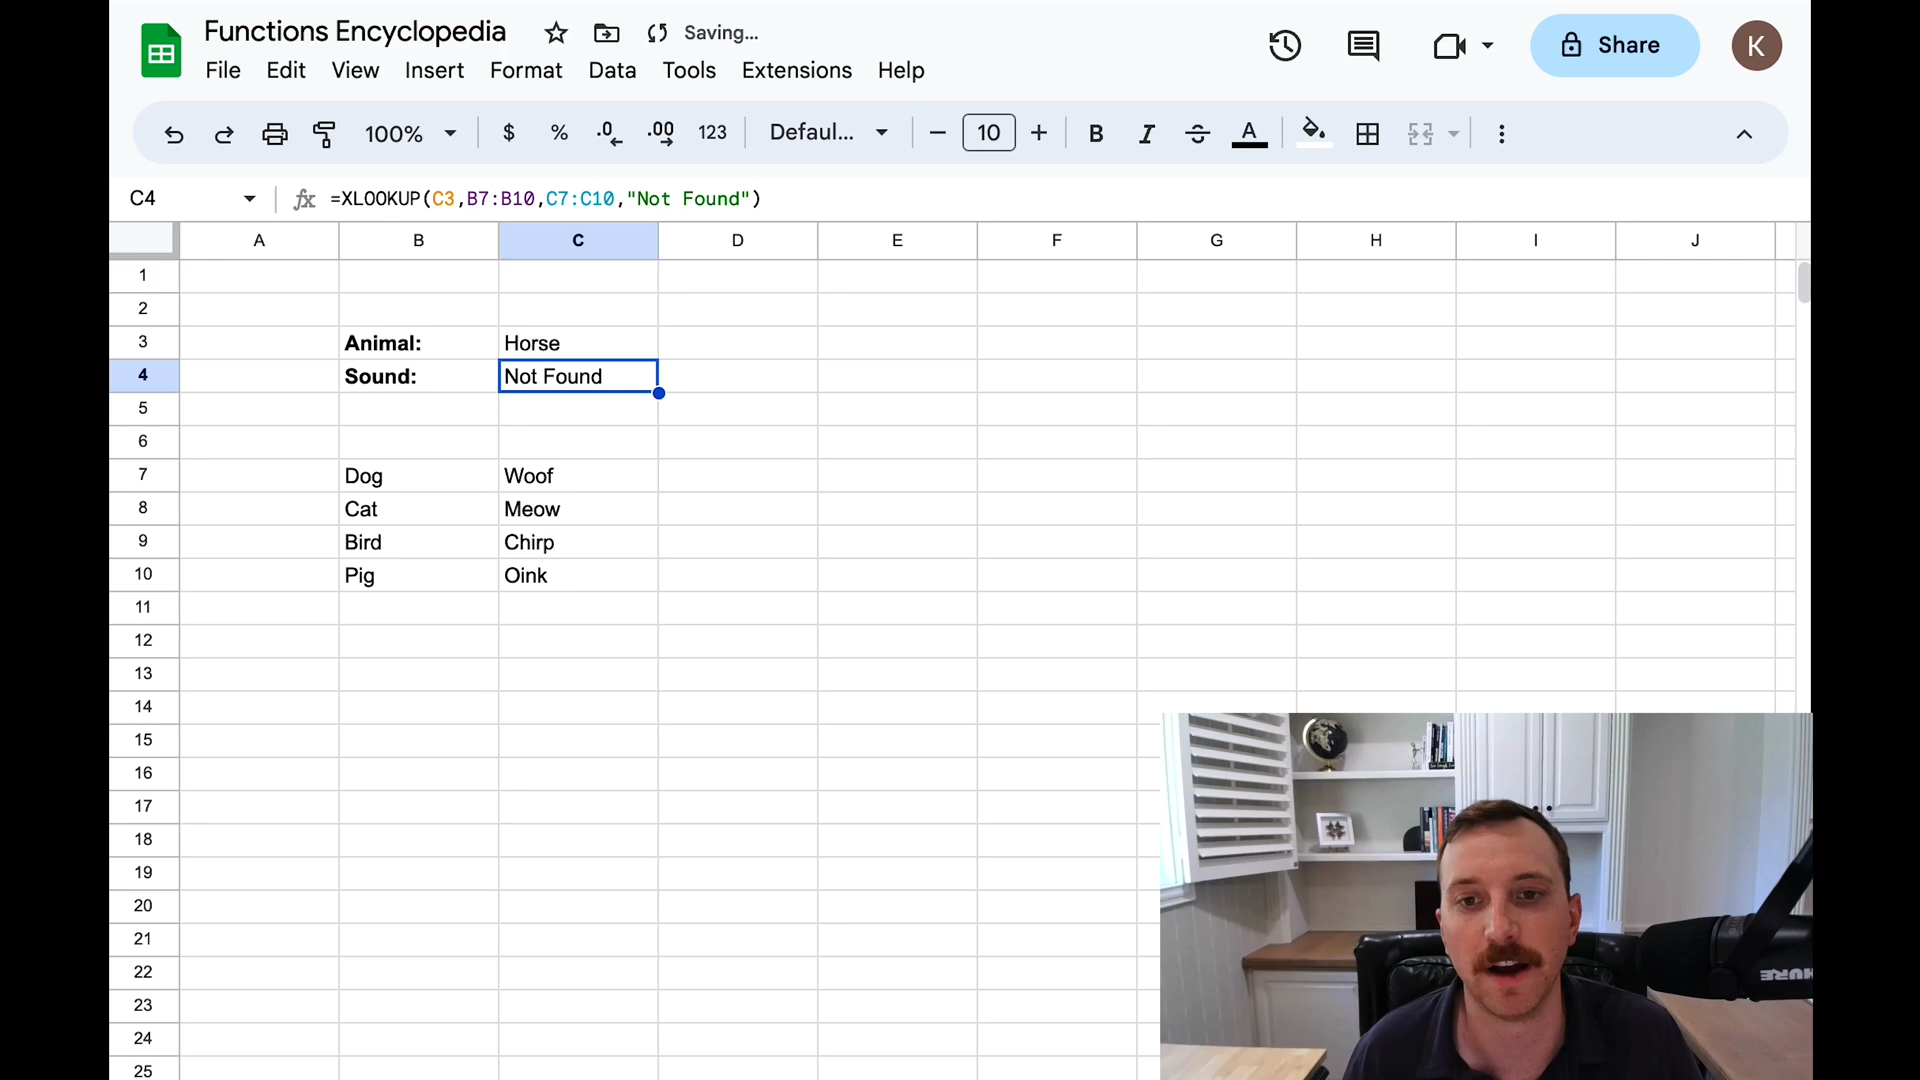 Functions Encyclopedia Saving...
K
Share
File Edit View Insert Format Data Tools Extensions Help
100% $ % .0 .00 123 Defaul... 10 B I A
C4 fx =XLOOKUP(C3,B7:B10,C7:C10,"Not Found")
A B C D E F G H I J
1
2
3 Animal: Horse
4 Sound: Not Found
5
6
7 Dog Woof
8 Cat Meow
9 Bird Chirp
10 Pig Oink
11
12
13
14
15
16
17
18
19
20
21
22
23
24
25